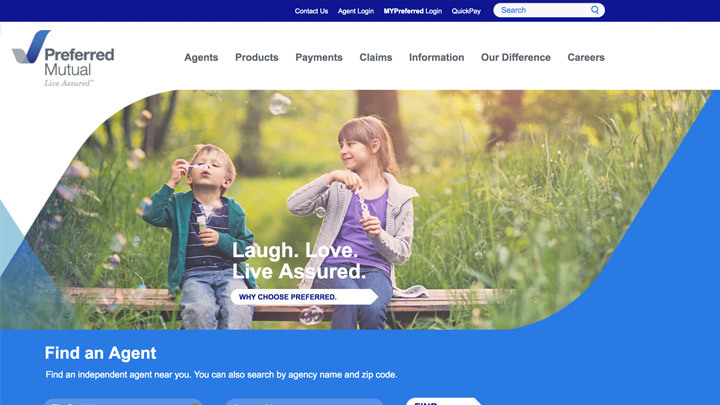 Contact Us Agent Login MYPreferred Login QuickPay Search
Preferred
Mutual
Live Assured™
Agents Products Payments Claims Information Our Difference Careers
Laugh. Love.
Live Assured.
WHY CHOOSE PREFERRED.
Find an Agent
Find an independent agent near you. You can also search by agency name and zip code.
FIND